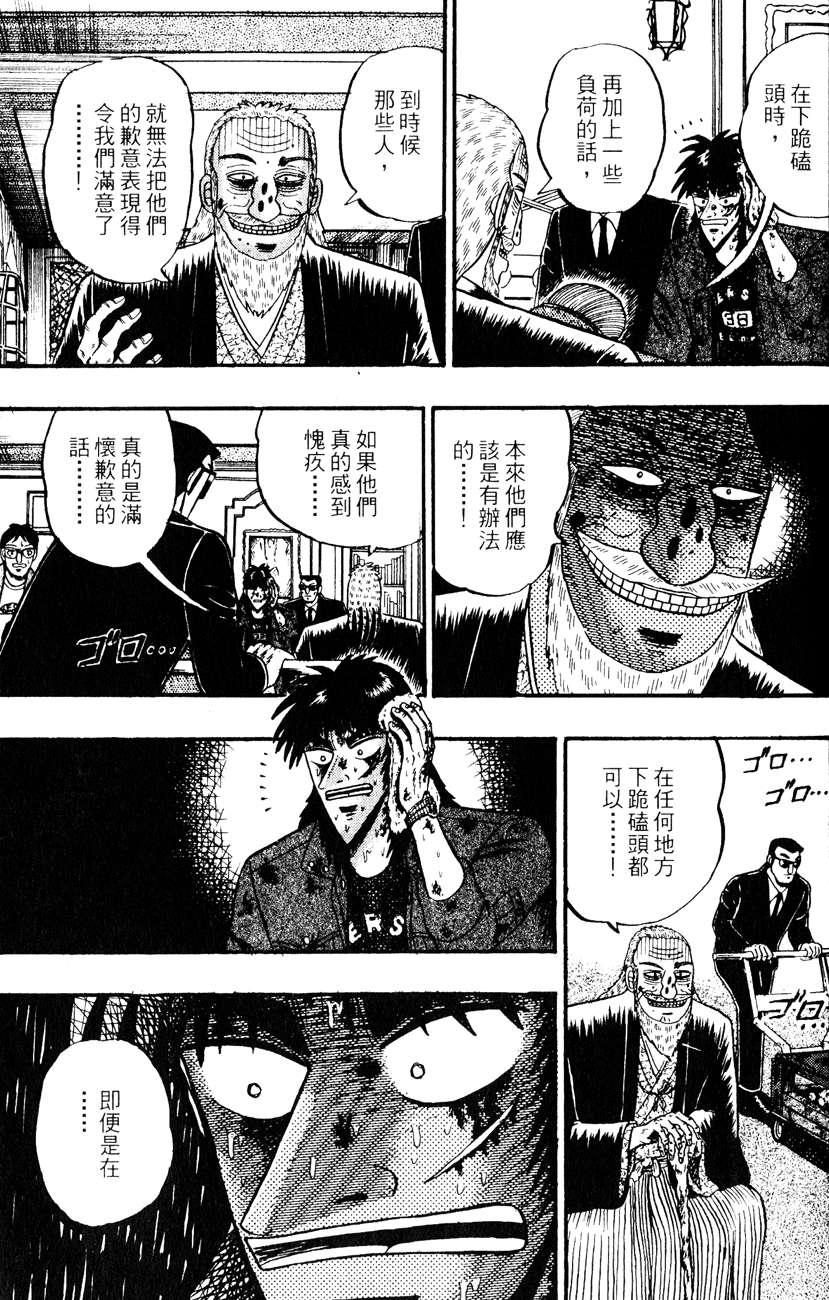 在下跪磕
頭時，
再加上一些
負荷的話，
ERS
38
到時候
那些人，
就無法把他們
的歉意表現得
令我們滿意了
………！
本來他們應
該是有辦法
的……！
如果他們
真的感到
愧疚……
真的是滿
懷歉意的
話……
ゴロ…
ゴロ…
ゴロ…
在任何地方
下跪磕頭都
可以……！
ゴロ…
ERS
即便是在
……